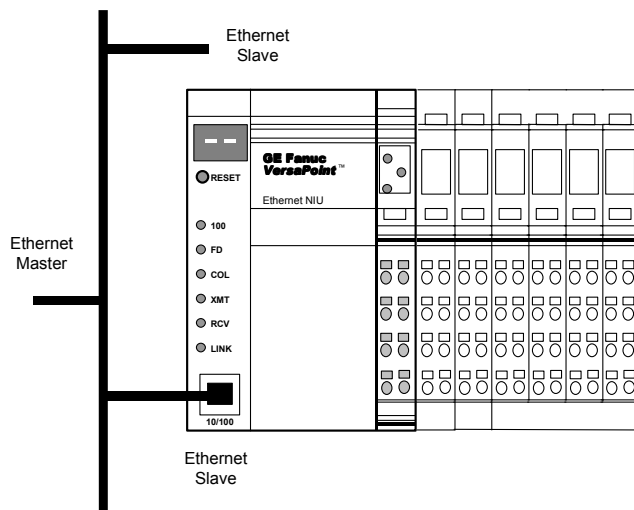 Ethernet
Slave
GE Fanuc
VersaPoint™
RESET
Ethernet NIU
100
FD
Ethernet
Master
COL
XMT
RCV
LINK
10/100
Ethernet
Slave